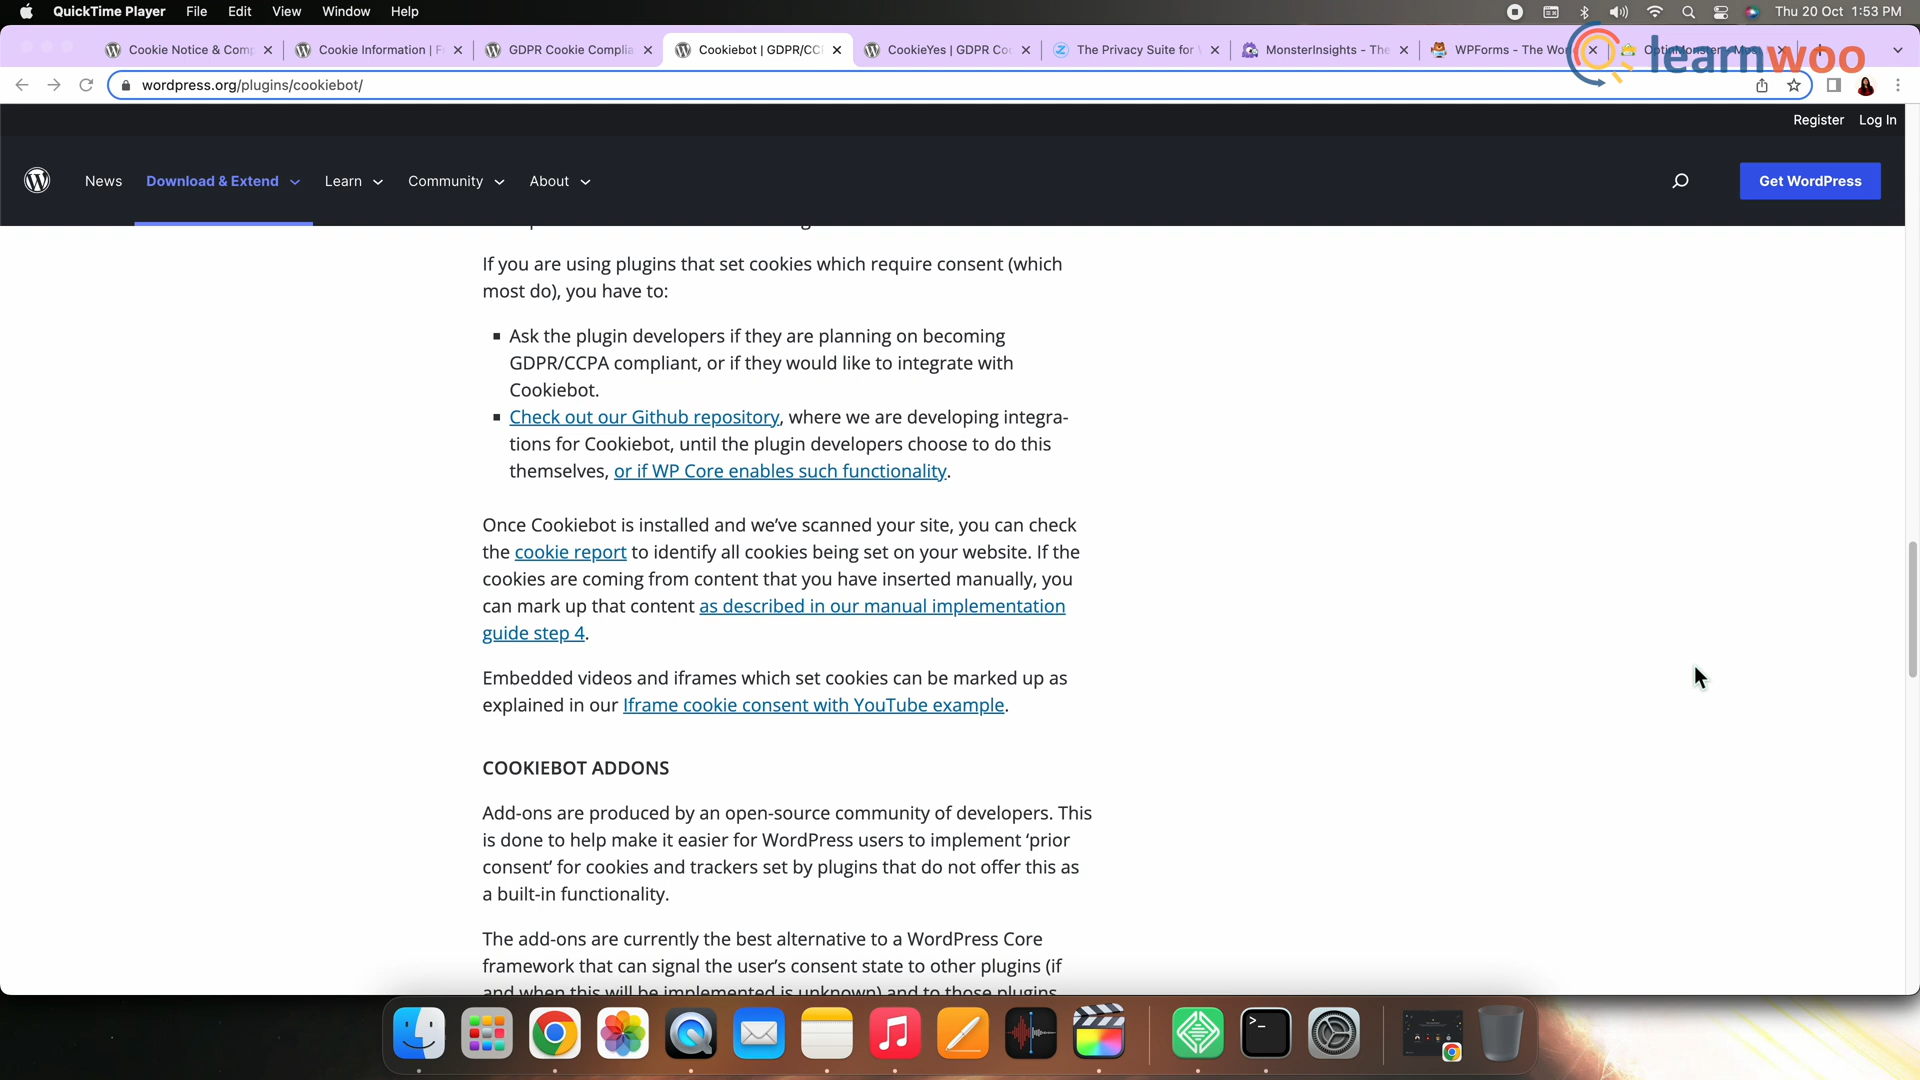 QuickTime Player File Edit View Window Help
Thu 20 Oct 1:53 PM
Cookie Notice & Comp
Cookie Information | F
GDPR Cookie Complia
Cookiebot | GDPR/CC
CookieYes | GDPR Co
The Privacy Suite for
MonsterInsights - The
WPForms - The Wor
learnwoo
wordpress.org/plugins/cookiebot/
Register Log In
News Download & Extend Learn Community About
Get WordPress
If you are using plugins that set cookies which require consent (which
most do), you have to:
Ask the plugin developers if they are planning on becoming
GDPR/CCPA compliant, or if they would like to integrate with
Cookiebot.
Check out our Github repository, where we are developing integra-
tions for Cookiebot, until the plugin developers choose to do this
themselves, or if WP Core enables such functionality.
Once Cookiebot is installed and we've scanned your site, you can check
the cookie report to identify all cookies being set on your website. If the
cookies are coming from content that you have inserted manually, you
can mark up that content as described in our manual implementation
guide step 4.
Embedded videos and iframes which set cookies can be marked up as
explained in our Iframe cookie consent with YouTube example.
COOKIEBOT ADDONS
Add-ons are produced by an open-source community of developers. This
is done to help make it easier for WordPress users to implement ‘prior
consent’ for cookies and trackers set by plugins that do not offer this as
a built-in functionality.
The add-ons are currently the best alternative to a WordPress Core
framework that can signal the user’s consent state to other plugins (if
and when this will be implemented is unknown) and to those plugins